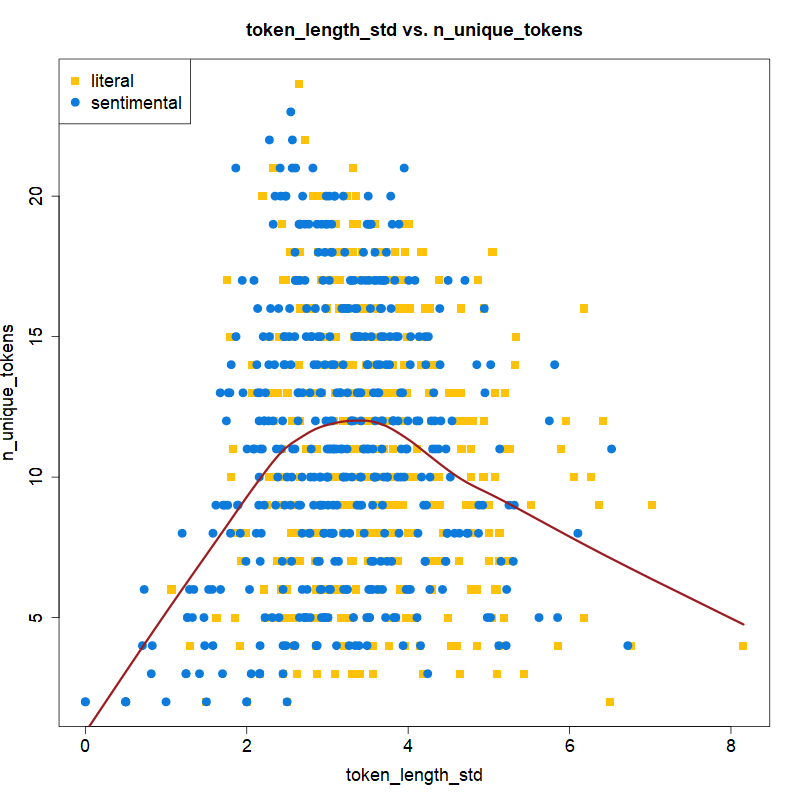 token_length_std vs. n_unique_tokens
literal
sentimental
n_unique_tokens
20
15
10
5
0 2 4 6 8
token_length_std